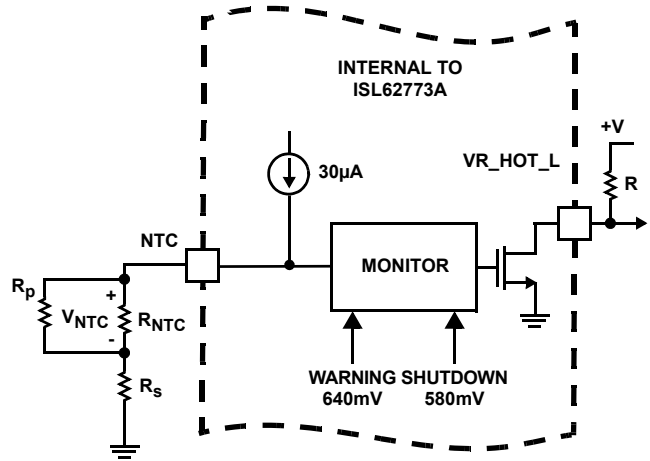 INTERNAL TO
ISL62773A
+V
VR_HOT_L
R
30µA
NTC
MONITOR
Rp
+
VNTC
RNTC
-
Rs
WARNING SHUTDOWN
640mV 580mV